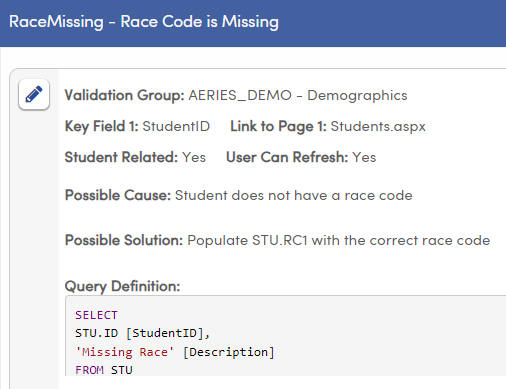 RaceMissing - Race Code is Missing
Validation Group: AERIES_DEMO - Demographics
Key Field 1: StudentID Link to Page 1: Students.aspx
Student Related: Yes User Can Refresh: Yes
Possible Cause: Student does not have a race code
Possible Solution: Populate STU.RC1 with the correct race code
Query Definition:
SELECT
STU.ID [StudentID],
'Missing Race' [Description]
FROM STU